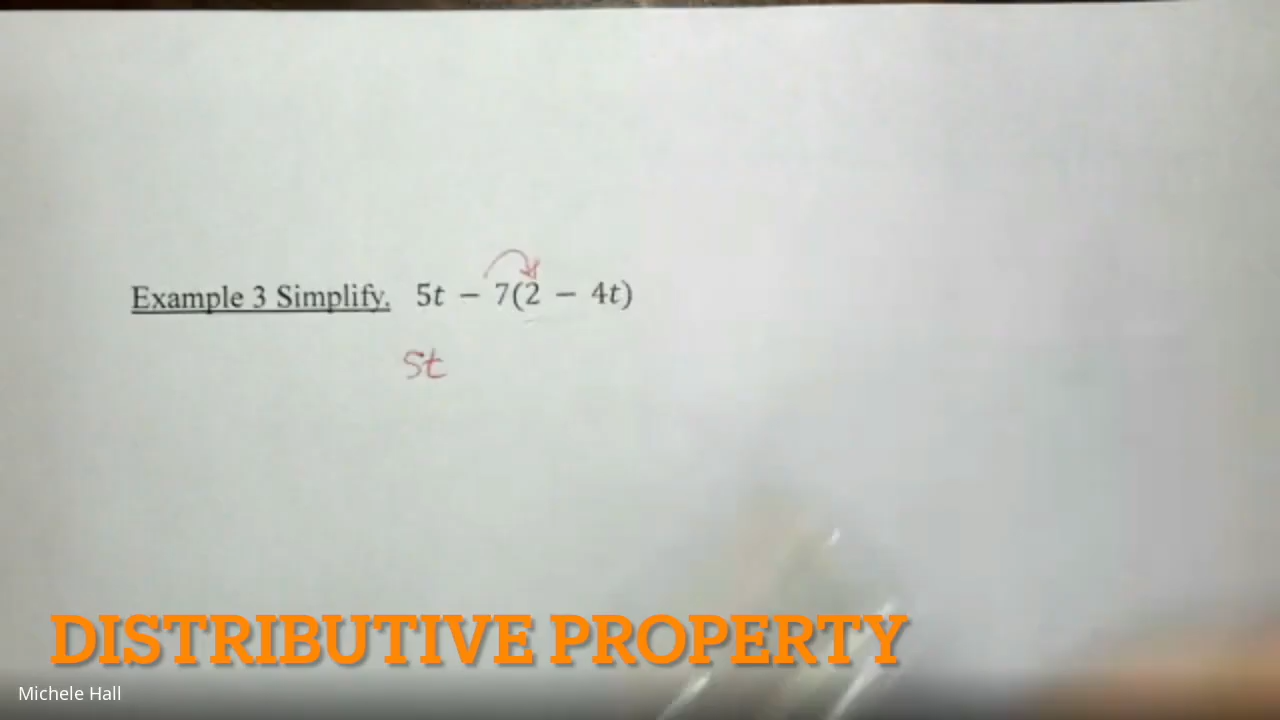 Example 3 Simplify. 5t − 7(2 − 4t)
5t
DISTRIBUTIVE PROPERTY
Michele Hall